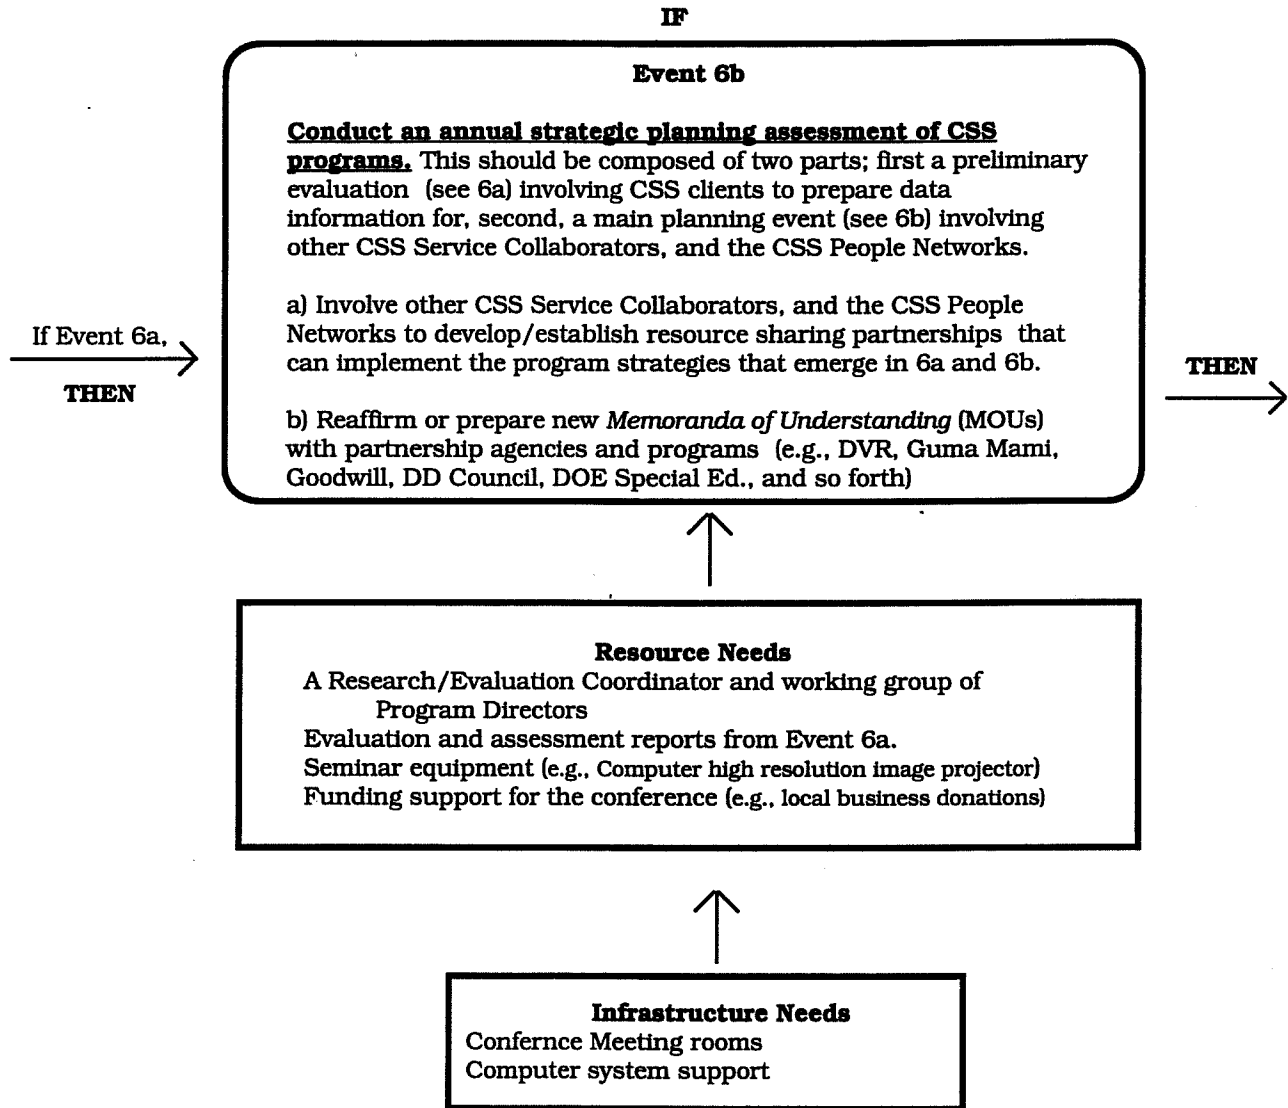 IF
Event 6b
Conduct an annual strategic planning assessment of CSS
programs. This should be composed of two parts; first a preliminary
evaluation (see 6a) involving CSS clients to prepare data
information for, second, a main planning event (see 6b) involving
other CSS Service Collaborators, and the CSS People Networks.
a) Involve other CSS Service Collaborators, and the CSS People
Networks to develop/establish resource sharing partnerships that
can implement the program strategies that emerge in 6a and 6b.
b) Reaffirm or prepare new Memoranda of Understanding (MOUs)
with partnership agencies and programs (e.g., DVR, Guma Mami,
Goodwill, DD Council, DOE Special Ed., and so forth)
If Event 6a,
THEN
THEN
Resource Needs
A Research/Evaluation Coordinator and working group of
Program Directors
Evaluation and assessment reports from Event 6a.
Seminar equipment (e.g., Computer high resolution image projector)
Funding support for the conference (e.g., local business donations)
Infrastructure Needs
Confernce Meeting rooms
Computer system support